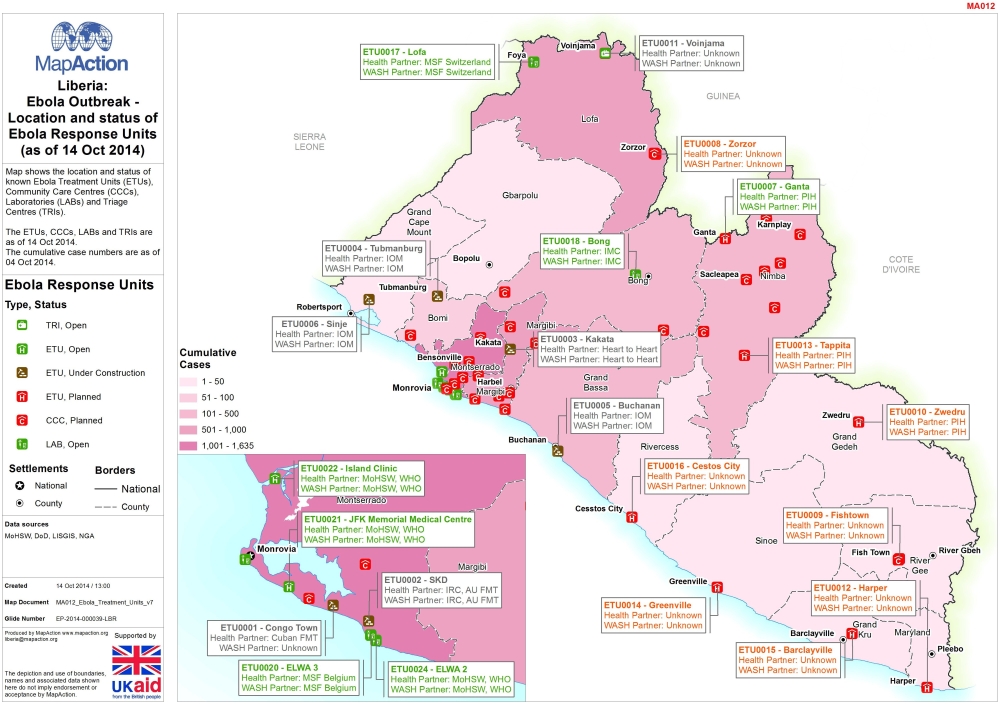 MA012
MapAction
Liberia:
Ebola Outbreak -
Location and status of
Ebola Response Units
(as of 14 Oct 2014)
Map shows the location and status of
known Ebola Treatment Units (ETUs),
Community Care Centres (CCCs),
Laboratories (LABs) and Triage
Centres (TRIs).
The ETUs, CCCs, LABs and TRIs are
as of 14 Oct 2014.
The cumulative case numbers are as of
04 Oct 2014.
Ebola Response Units
Type, Status
TRI, Open
ETU, Open
ETU, Under Construction
ETU, Planned
CCC, Planned
LAB, Open
Settlements
National
County
Borders
National
County
Data sources
MoHSW, DoD, LISGIS, NGA
Created 14 Oct 2014 / 13:00
Map Document MA012_Ebola_Treatment_Units_v7
Glide Number EP-2014-000039-LBR
Produced by MapAction www.mapaction.org
liberia@mapaction.org
Supported by
The depiction and use of boundaries,
names and associated data shown
here do not imply endorsement or
acceptance by MapAction.
UKaid
from the British people
ETU0017 - Lofa
Health Partner: MSF Switzerland
WASH Partner: MSF Switzerland
Foya
Voinjama
ETU0011 - Voinjama
Health Partner: Unknown
WASH Partner: Unknown
GUINEA
SIERRA
LEONE
Lofa
Zorzor
ETU0008 - Zorzor
Health Partner: Unknown
WASH Partner: Unknown
ETU0007 - Ganta
Health Partner: PIH
WASH Partner: PIH
Gbarpolu
Grand
Cape
Mount
Ganta
Karnplay
ETU0004 - Tubmanburg
Health Partner: IOM
WASH Partner: IOM
Bopolu
ETU0018 - Bong
Health Partner: IMC
WASH Partner: IMC
Bong
Sacleapea
Nimba
COTE
D'IVOIRE
Tubmanburg
Robertsport
Bomi
ETU0006 - Sinje
Health Partner: IOM
WASH Partner: IOM
Margibi
Kakata
ETU0003 - Kakata
Health Partner: Heart to Heart
WASH Partner: Heart to Heart
ETU0013 - Tappita
Health Partner: PIH
WASH Partner: PIH
Bensonville
Montserrado
Monrovia
Harbel
Margibi
Grand
Bassa
ETU0005 - Buchanan
Health Partner: IOM
WASH Partner: IOM
Buchanan
Rivercess
Zwedru
Grand
Gedeh
ETU0010 - Zwedru
Health Partner: PIH
WASH Partner: PIH
ETU0016 - Cestos City
Health Partner: Unknown
WASH Partner: Unknown
Cesstos City
Sinoe
ETU0009 - Fishtown
Health Partner: Unknown
WASH Partner: Unknown
Fish Town
River
Gee
River Gbeh
Greenville
ETU0014 - Greenville
Health Partner: Unknown
WASH Partner: Unknown
ETU0012 - Harper
Health Partner: Unknown
WASH Partner: Unknown
Barclayville
Grand
Kru
Maryland
Pleebo
ETU0015 - Barclayville
Health Partner: Unknown
WASH Partner: Unknown
Harper
Cumulative
Cases
1 - 50
51 - 100
101 - 500
501 - 1,000
1,001 - 1,635
ETU0022 - Island Clinic
Health Partner: MoHSW, WHO
WASH Partner: MoHSW, WHO
Montserrado
ETU0021 - JFK Memorial Medical Centre
Health Partner: MoHSW, WHO
WASH Partner: MoHSW, WHO
Monrovia
Margibi
ETU0002 - SKD
Health Partner: IRC, AU FMT
WASH Partner: IRC, AU FMT
ETU0001 - Congo Town
Health Partner: Cuban FMT
WASH Partner: Unknown
ETU0020 - ELWA 3
Health Partner: MSF Belgium
WASH Partner: MSF Belgium
ETU0024 - ELWA 2
Health Partner: MoHSW, WHO
WASH Partner: MoHSW, WHO